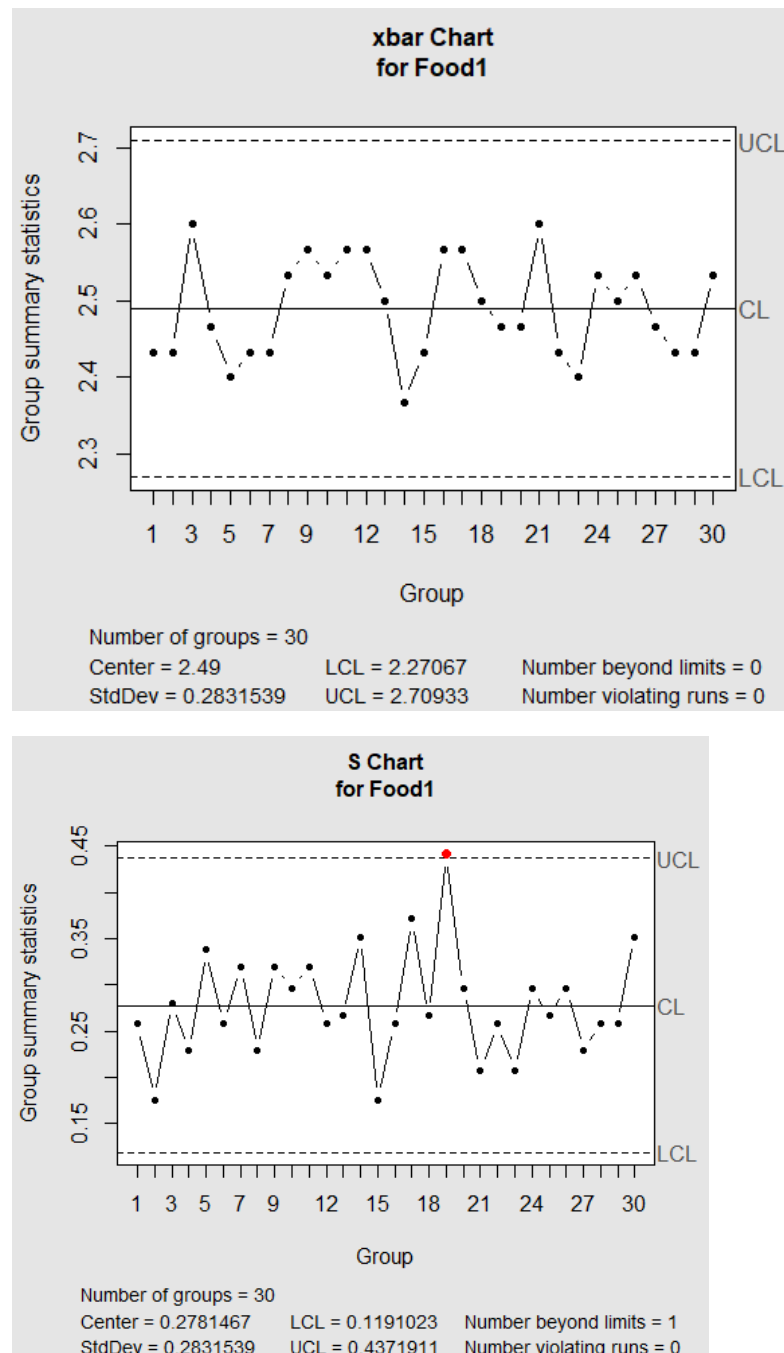 xbar Chart
for Food1
Group summary statistics
2.7
2.6
2.5
2.4
2.3
UCL
CL
LCL
1 3 5 7 9 12 15 18 21 24 27 30
Group
Number of groups = 30
Center = 2.49 LCL = 2.27067 Number beyond limits = 0
StdDev = 0.2831539 UCL = 2.70933 Number violating runs = 0
S Chart
for Food1
Group summary statistics
0.45
0.35
0.25
0.15
UCL
CL
LCL
1 3 5 7 9 12 15 18 21 24 27 30
Group
Number of groups = 30
Center = 0.2781467 LCL = 0.1191023 Number beyond limits = 1
StdDev = 0.2831539 UCL = 0.4371911 Number violating runs = 0